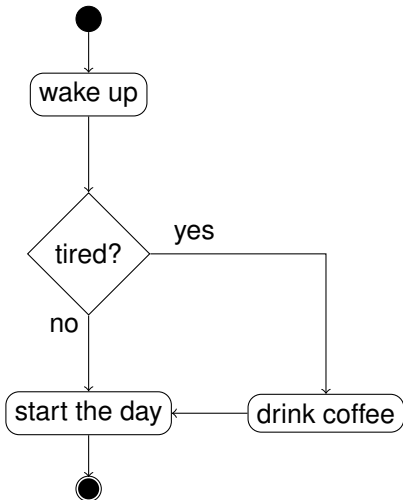 wake up
tired?
yes
no
start the day
drink coffee